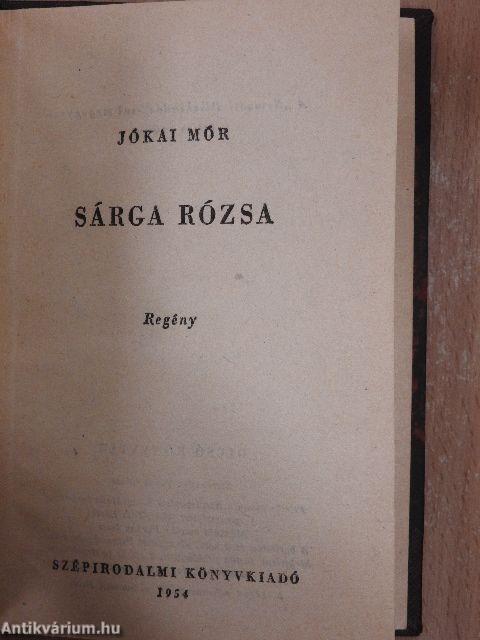 JÓKAI MÓR
SÁRGA RÓZSA
Regény
SZÉPIRODALMI KÖNYVKIADÓ
1954
Antikvárium.hu